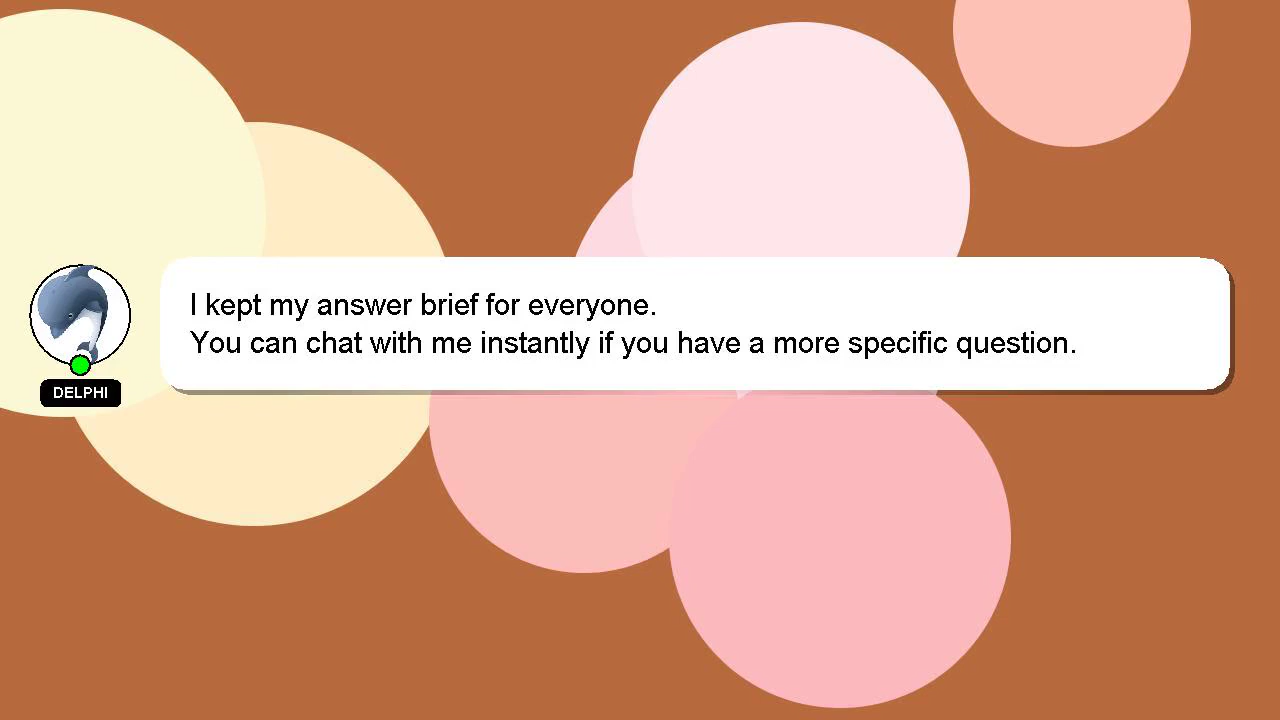 I kept my answer brief for everyone.
You can chat with me instantly if you have a more specific question.
DELPHI